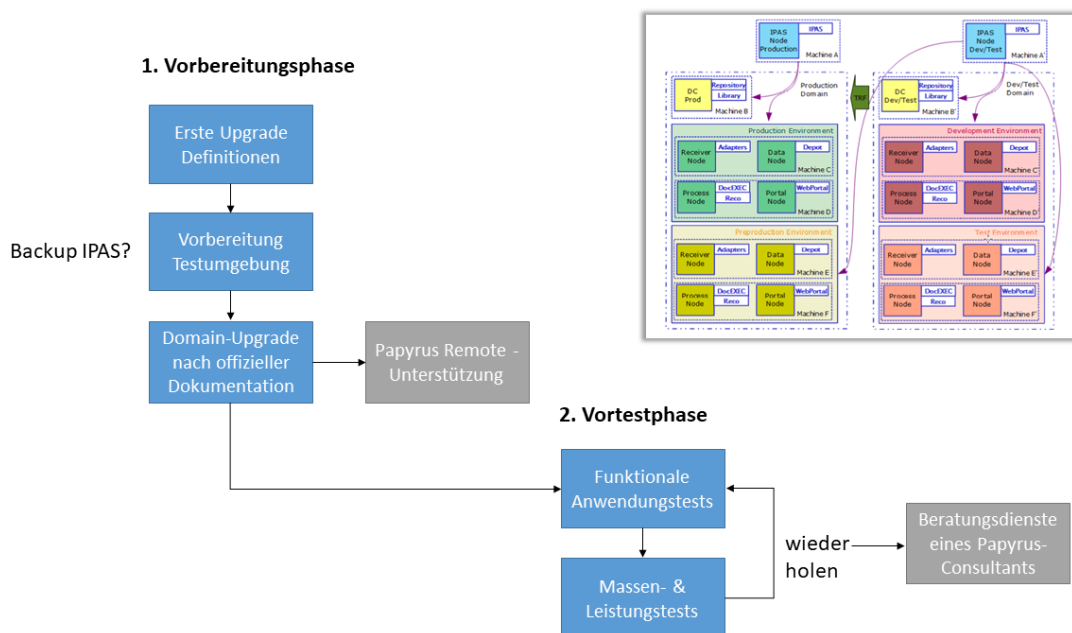 1. Vorbereitungsphase
Erste Upgrade
Definitionen
Backup IPAS?
Vorbereitung
Testumgebung
Domain-Upgrade
nach offizieller
Dokumentation
Papyrus Remote -
Unterstützung
2. Vortestphase
Funktionale
Anwendungstests
Massen- &
Leistungstests
wieder
holen
Beratungsdienste
eines Papyrus-
Consultants
IPAS
Node
Production
IPAS
Machine A
IPAS
Node
Dev/Test
IPAS
Machine A'
DC
Prod
Repository
Library
Machine B
Production
Domain
TRF
DC
Dev/Test
Repository
Library
Machine B'
Dev/Test
Domain
Production Environment
Receiver
Node
Adapters
Data
Node
Depot
Machine C
Process
Node
DocEXEC
Reco
Portal
Node
WebPortal
Machine D
Development Environment
Receiver
Node
Adapters
Data
Node
Depot
Machine C'
Process
Node
DocEXEC
Reco
Portal
Node
WebPortal
Machine D'
Preproduction Environment
Receiver
Node
Adapters
Data
Node
Depot
Machine E
Process
Node
DocEXEC
Reco
Portal
Node
WebPortal
Machine F
Test Environment
Receiver
Node
Adapters
Data
Node
Depot
Machine E'
Process
Node
DocEXEC
Reco
Portal
Node
WebPortal
Machine F'